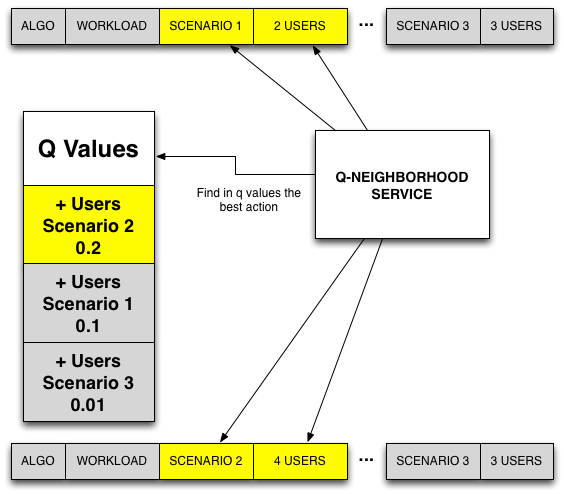 ALGO WORKLOAD SCENARIO 1 2 USERS ... SCENARIO 3 3 USERS
Q Values
+ Users
Scenario 2
0.2
+ Users
Scenario 1
0.1
+ Users
Scenario 3
0.01
Find in q values the
best action
Q-NEIGHBORHOOD
SERVICE
ALGO WORKLOAD SCENARIO 2 4 USERS ... SCENARIO 3 3 USERS